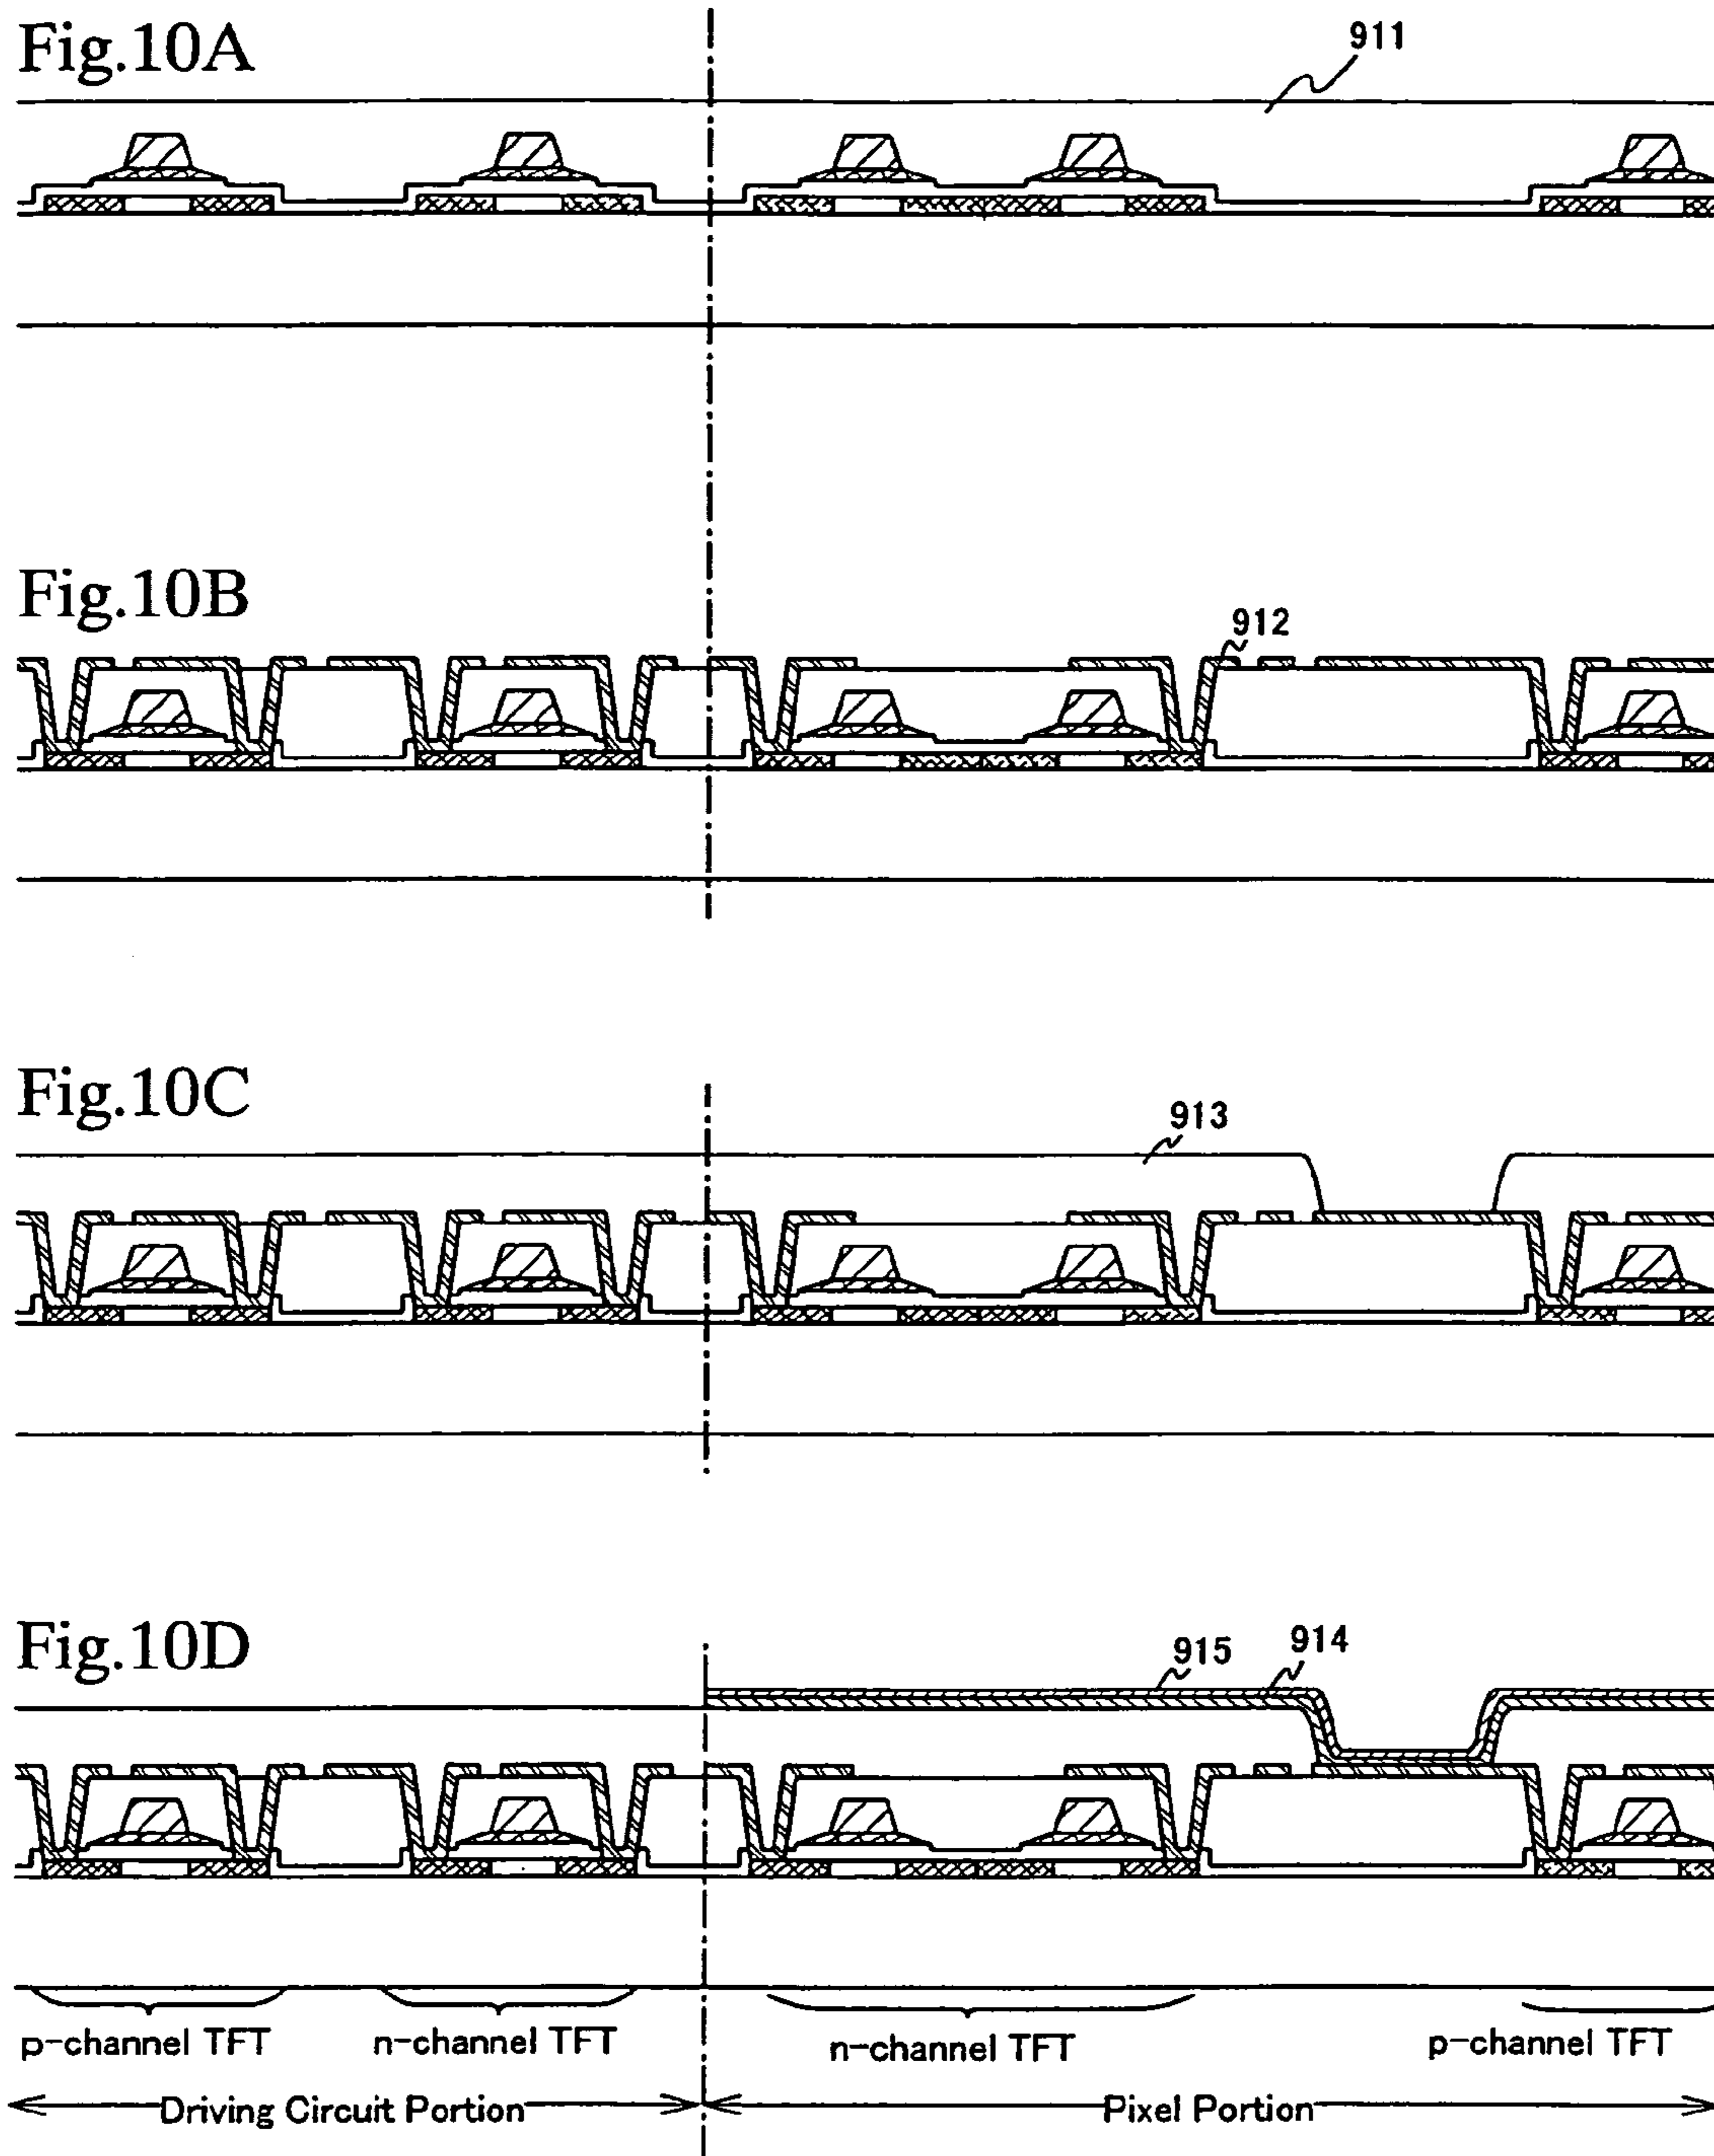 Fig.10A
911
Fig.10B
912
Fig.10C
913
Fig.10D
915
914
p-channel TFT
n-channel TFT
n-channel TFT
p-channel TFT
Driving Circuit Portion
Pixel Portion